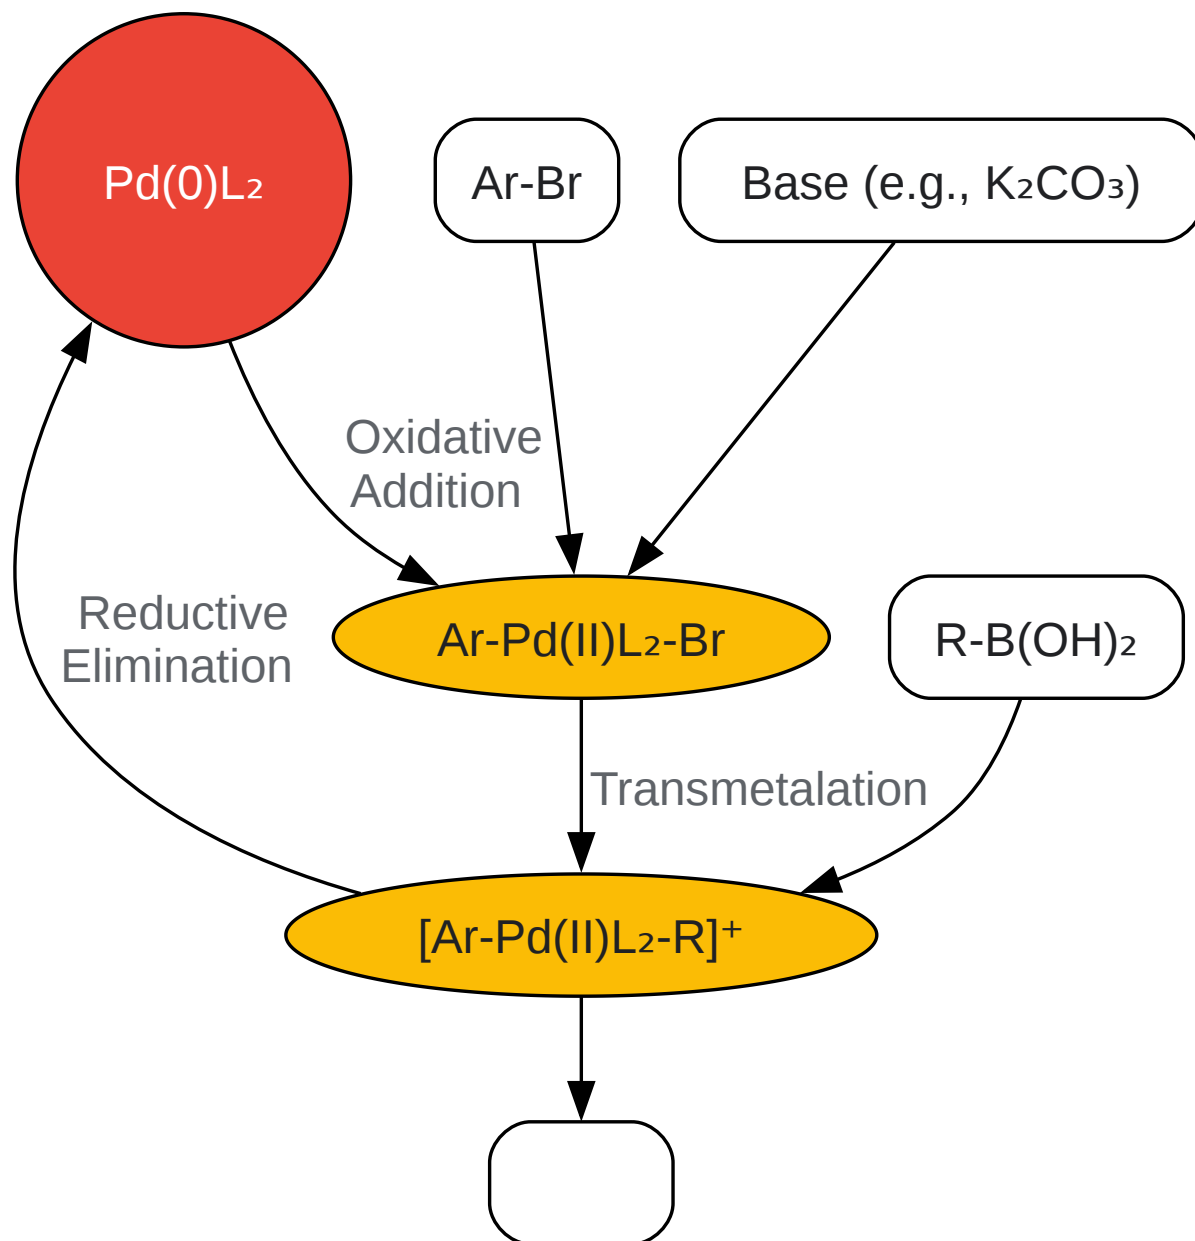 Pd(0)L₂
Ar-Br
Base (e.g., K₂CO₃)
Oxidative
Addition
Reductive
Elimination
Ar-Pd(II)L₂-Br
R-B(OH)₂
Transmetalation
[Ar-Pd(II)L₂-R]⁺